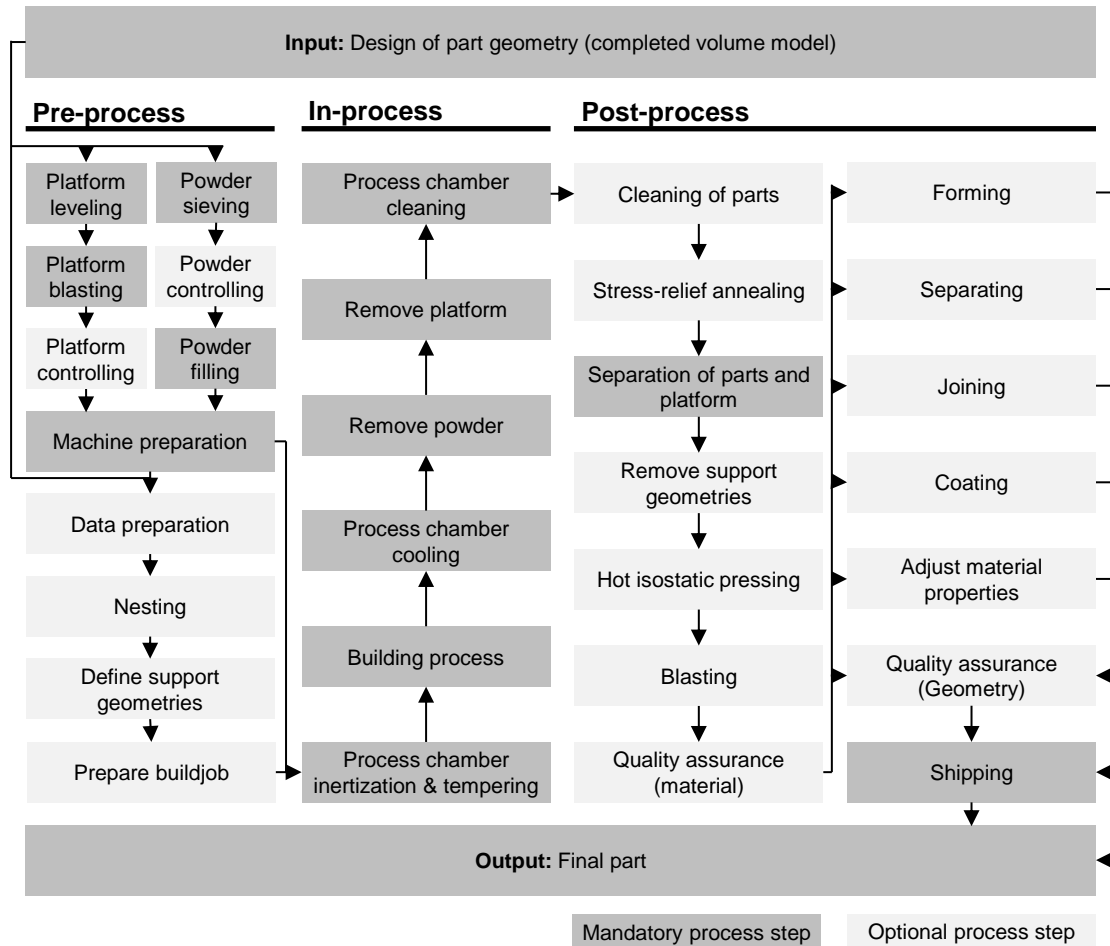 Input: Design of part geometry (completed volume model)
Pre-process
In-process
Post-process
Platform
leveling
Powder
sieving
Platform
blasting
Powder
controlling
Platform
controlling
Powder
filling
Machine preparation
Data preparation
Nesting
Define support
geometries
Prepare buildjob
Process chamber
cleaning
Remove platform
Remove powder
Process chamber
cooling
Building process
Process chamber
inertization & tempering
Cleaning of parts
Stress-relief annealing
Separation of parts and
platform
Remove support
geometries
Hot isostatic pressing
Blasting
Quality assurance
(material)
Forming
Separating
Joining
Coating
Adjust material
properties
Quality assurance
(Geometry)
Shipping
Output: Final part
Mandatory process step
Optional process step